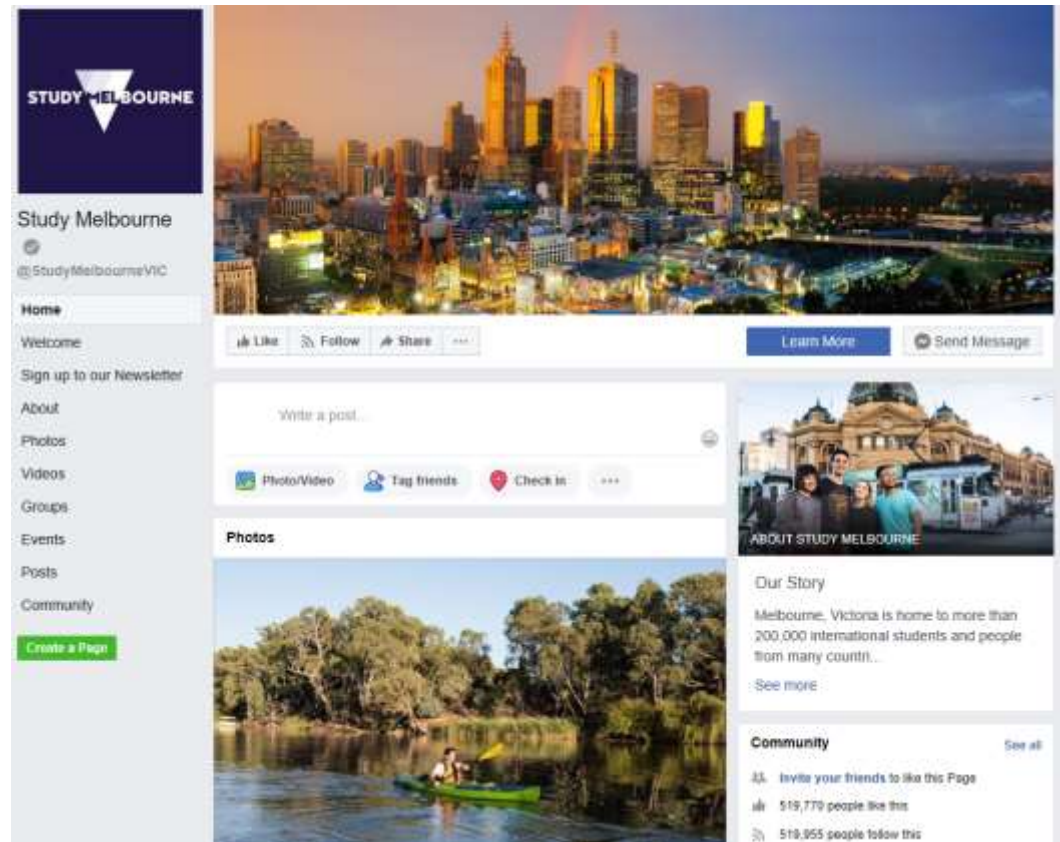 STUDY MELBOURNE
Study Melbourne
@StudyMelbourneVIC
Home
Welcome
Sign up to our Newsletter
About
Photos
Videos
Groups
Events
Posts
Community
Create a Page
Like Follow Share ...
Learn More Send Message
Write a post...
Photo/Video Tag friends Check in ...
Photos
ABOUT STUDY MELBOURNE
Our Story
Melbourne, Victoria is home to more than
200,000 international students and people
from many countri...
See more
Community See all
Invite your friends to like this Page
519,770 people like this
519,955 people follow this